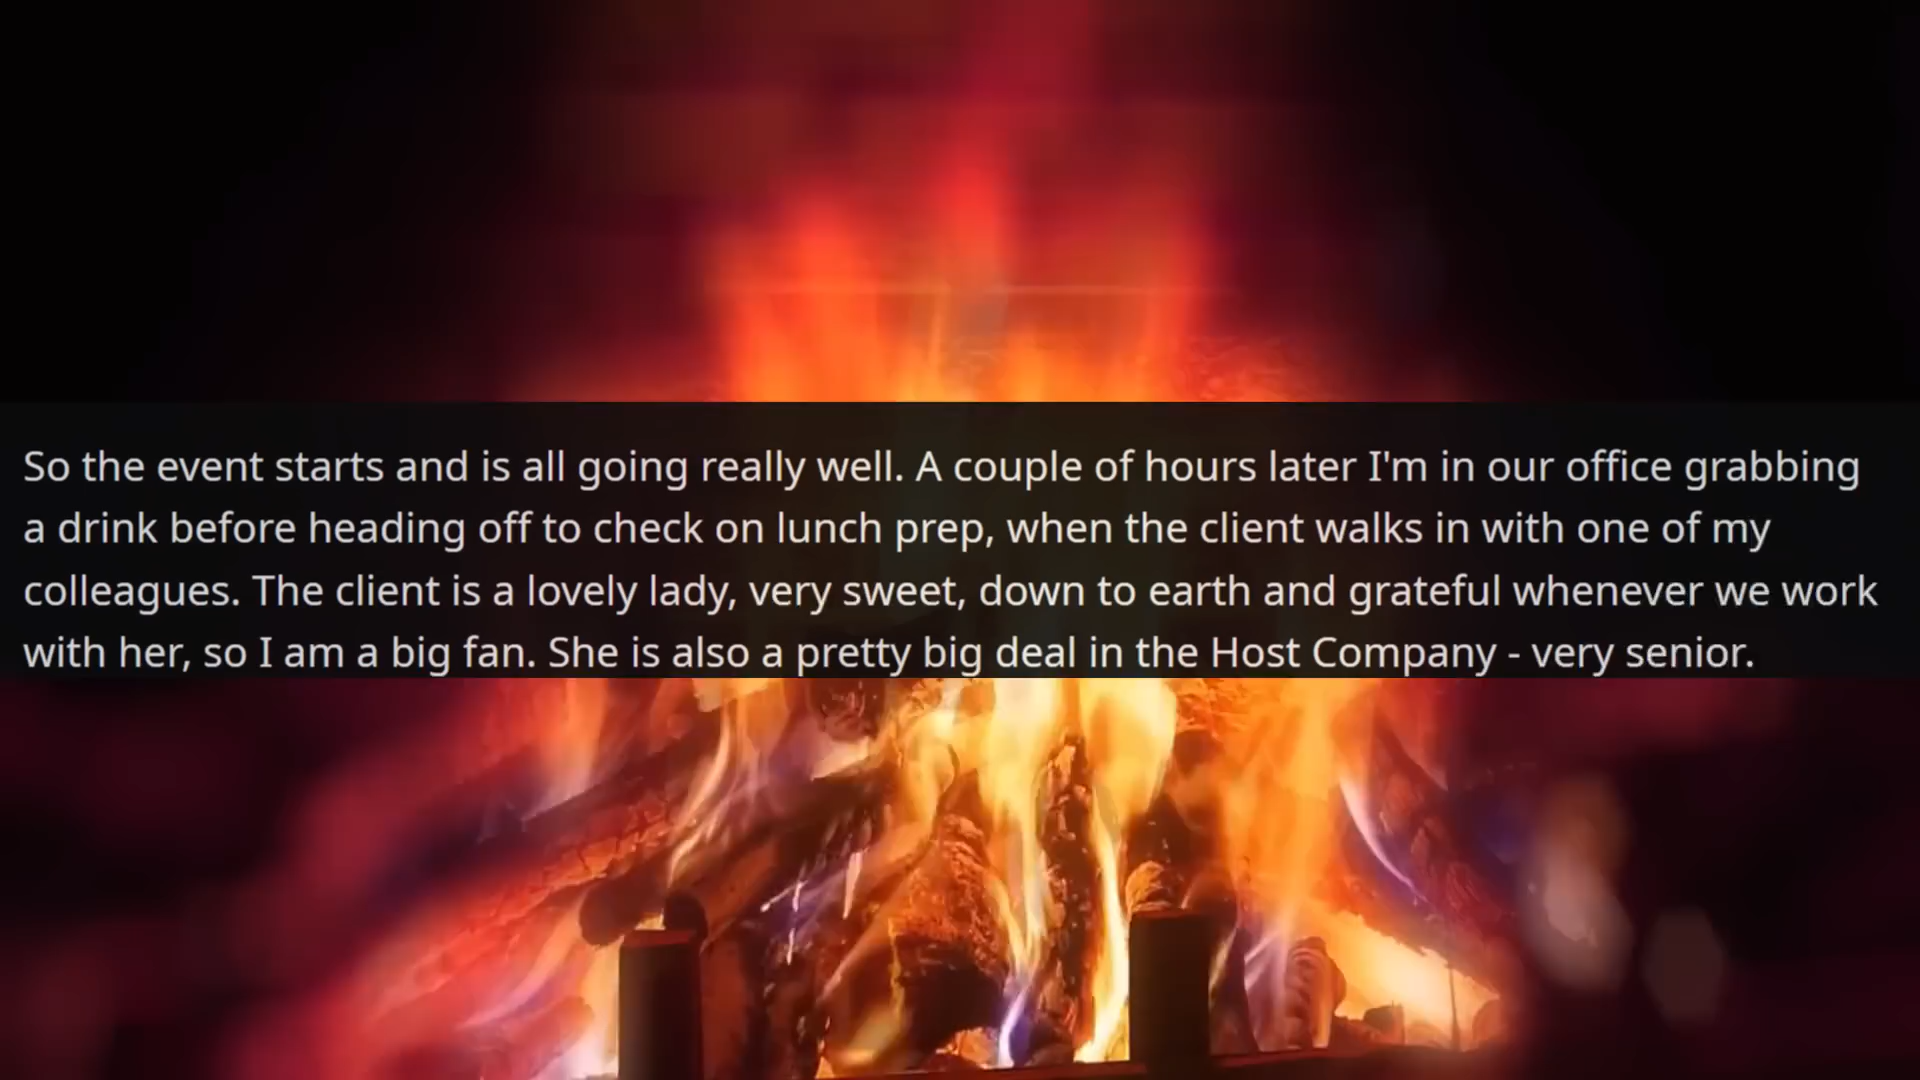 So the event starts and is all going really well. A couple of hours later I'm in our office grabbing
a drink before heading off to check on lunch prep, when the client walks in with one of my
colleagues. The client is a lovely lady, very sweet, down to earth and grateful whenever we work
with her, so I am a big fan. She is also a pretty big deal in the Host Company - very senior.